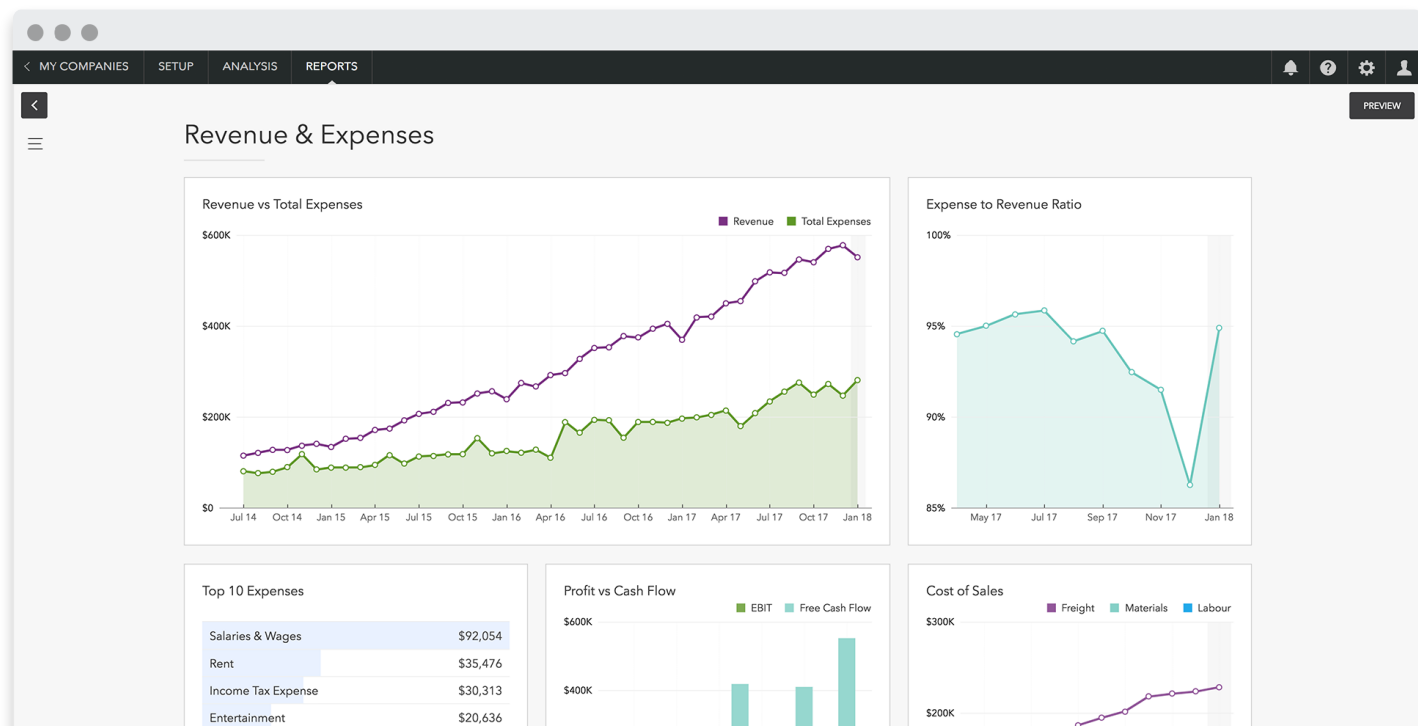 MY COMPANIES SETUP ANALYSIS REPORTS
PREVIEW
Revenue & Expenses
Revenue vs Total Expenses
Revenue Total Expenses
$600K
$400K
$200K
$0
Jul 14 Oct 14 Jan 15 Apr 15 Jul 15 Oct 15 Jan 16 Apr 16 Jul 16 Oct 16 Jan 17 Apr 17 Jul 17 Oct 17 Jan 18
Expense to Revenue Ratio
100%
95%
90%
85%
May 17 Jul 17 Sep 17 Nov 17 Jan 18
Top 10 Expenses
Salaries & Wages $92,054
Rent $35,476
Income Tax Expense $30,313
Entertainment $20,636
Profit vs Cash Flow
EBIT Free Cash Flow
$600K
$400K
Cost of Sales
Freight Materials Labour
$300K
$200K